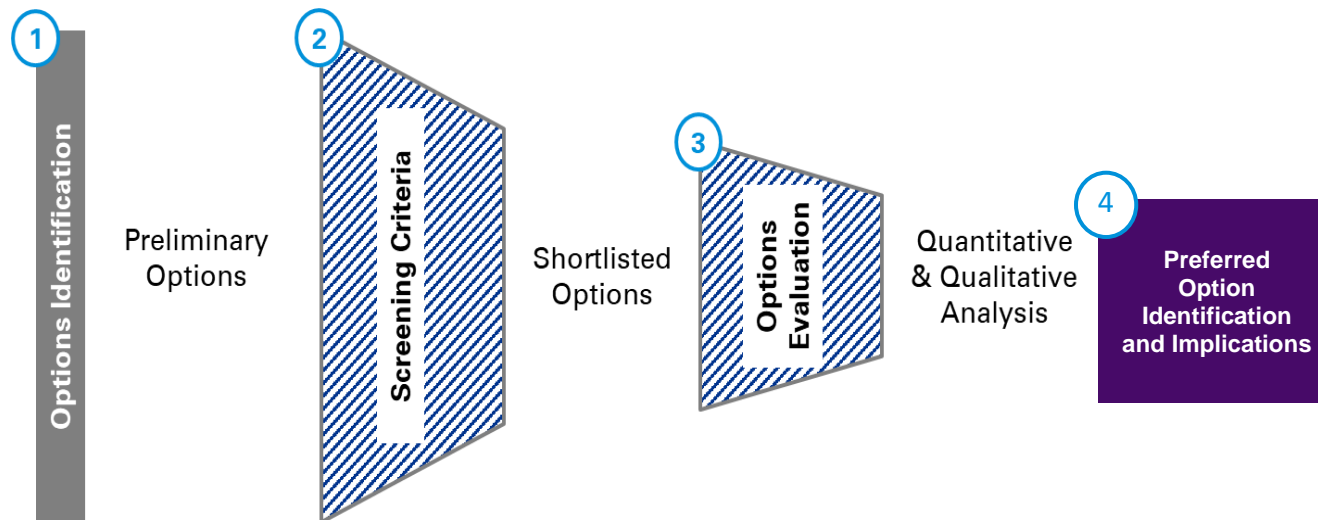 1
Options Identification
Preliminary
Options
2
Screening Criteria
Shortlisted
Options
3
Options
Evaluation
Quantitative
& Qualitative
Analysis
4
Preferred
Option
Identification
and Implications